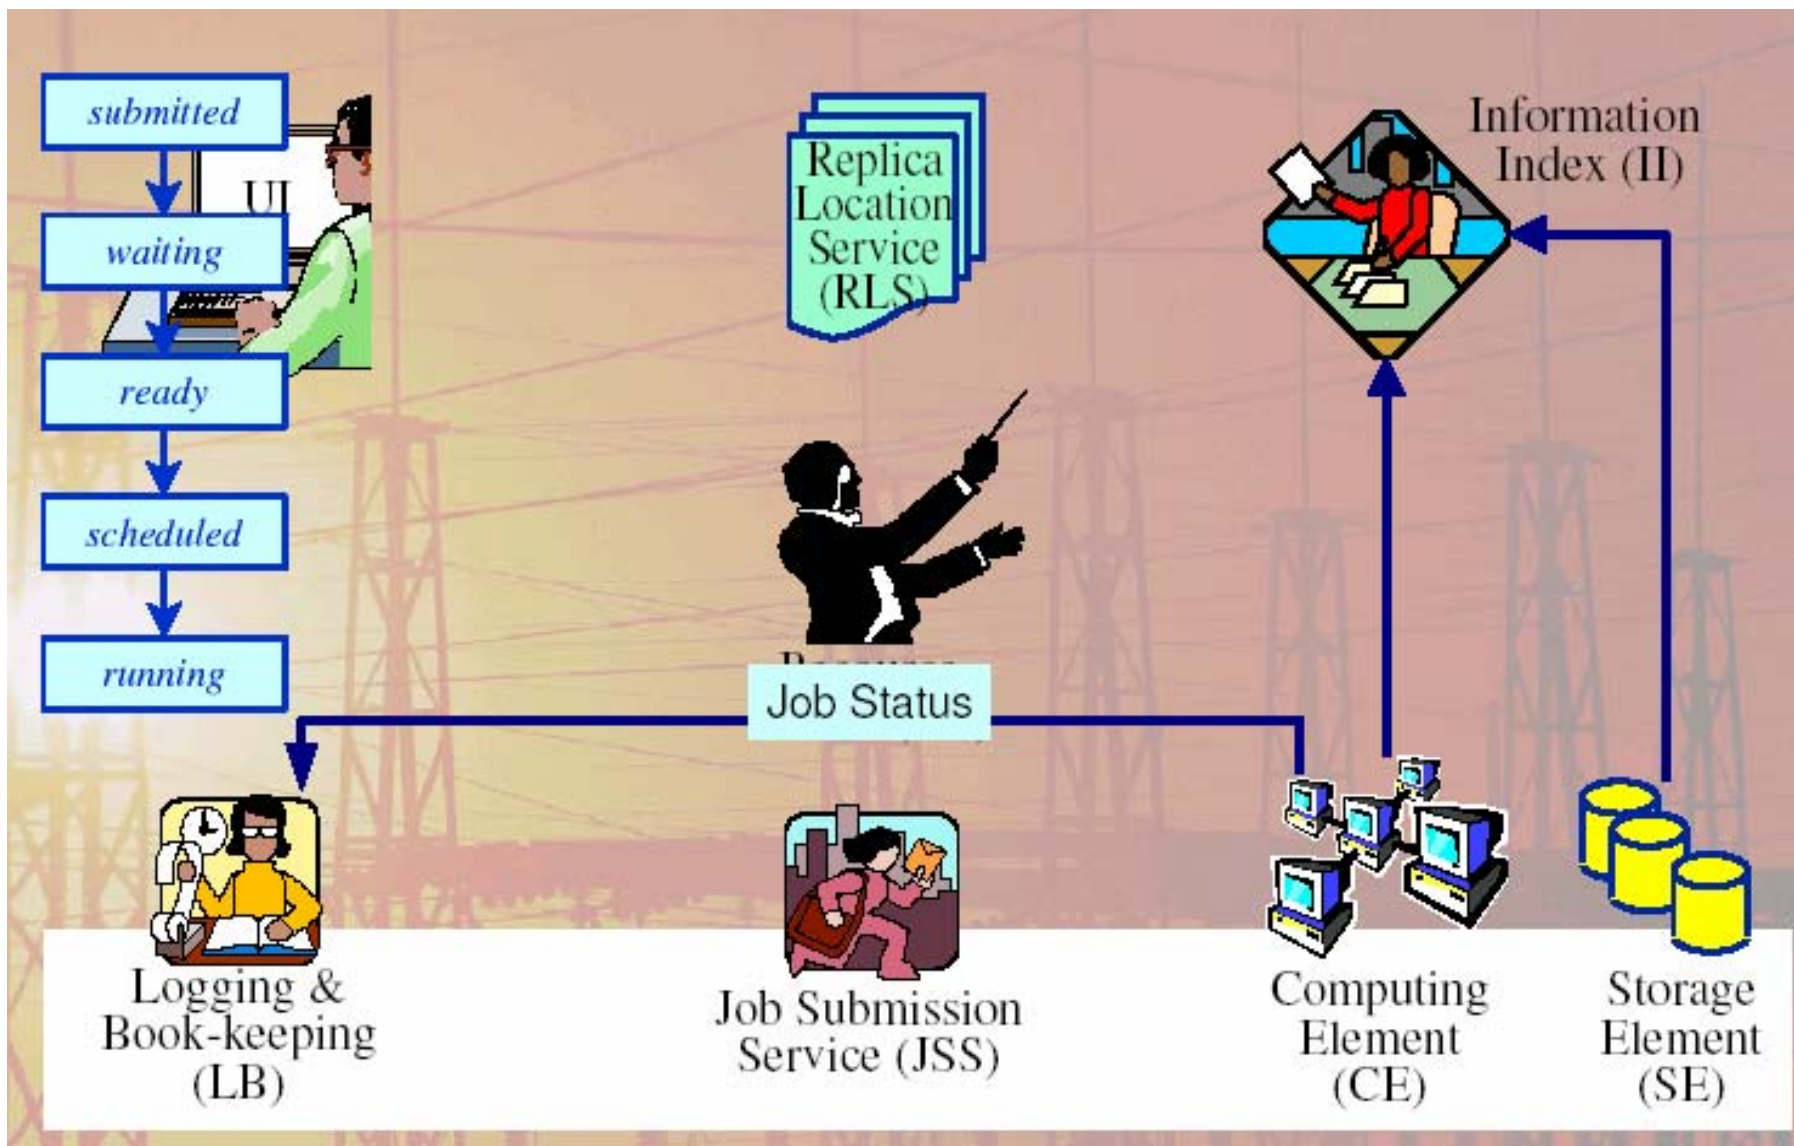 submitted
UI
waiting
ready
scheduled
running
Replica
Location
Service
(RLS)
Information
Index (II)
Job Status
Logging &
Book-keeping
(LB)
Job Submission
Service (JSS)
Computing
Element
(CE)
Storage
Element
(SE)